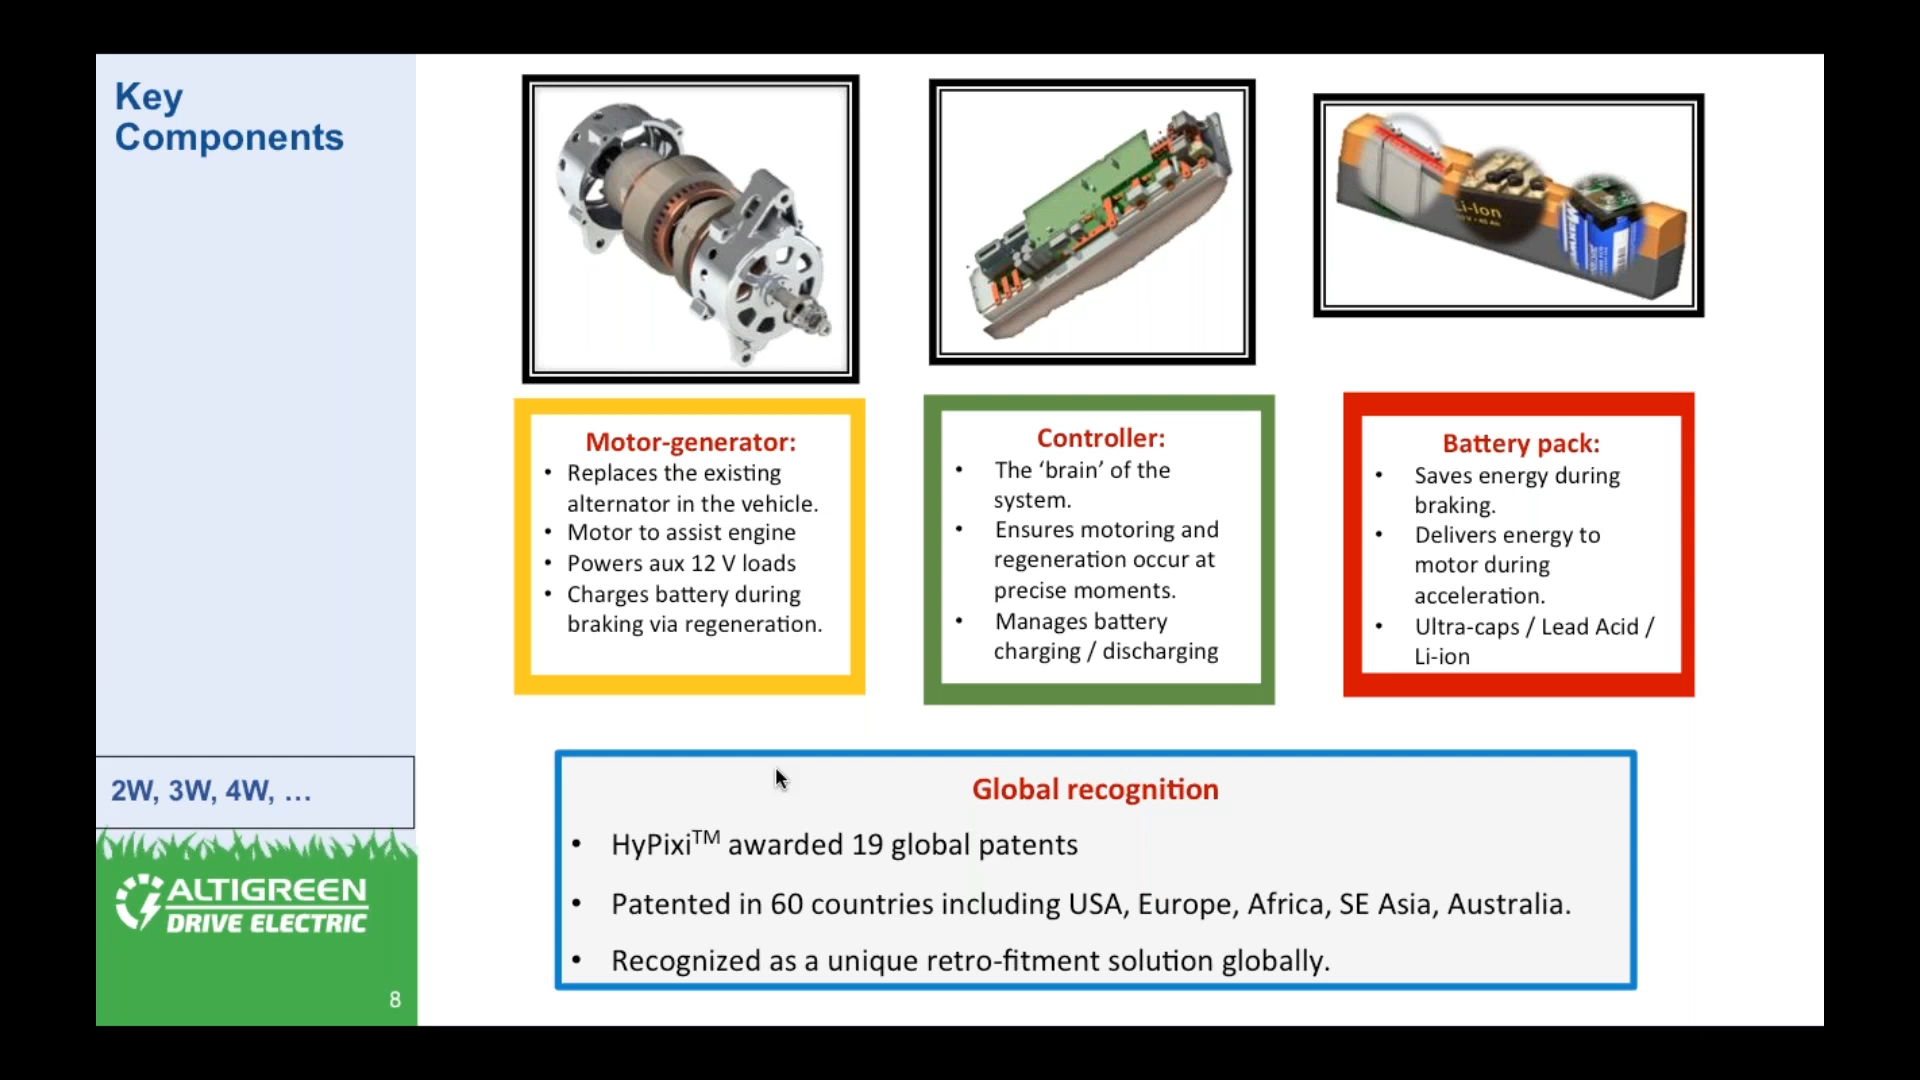 Key
Components
Li-Ion
Motor-generator:
• Replaces the existing
alternator in the vehicle.
• Motor to assist engine
• Powers aux 12 V loads
• Charges battery during
braking via regeneration.
Controller:
• The ‘brain’ of the
system.
• Ensures motoring and
regeneration occur at
precise moments.
• Manages battery
charging / discharging
Battery pack:
• Saves energy during
braking.
• Delivers energy to
motor during
acceleration.
• Ultra-caps / Lead Acid /
Li-ion
2W, 3W, 4W, …
Global recognition
• HyPixi™ awarded 19 global patents
• Patented in 60 countries including USA, Europe, Africa, SE Asia, Australia.
• Recognized as a unique retro-fitment solution globally.
ALTIGREEN
DRIVE ELECTRIC
8